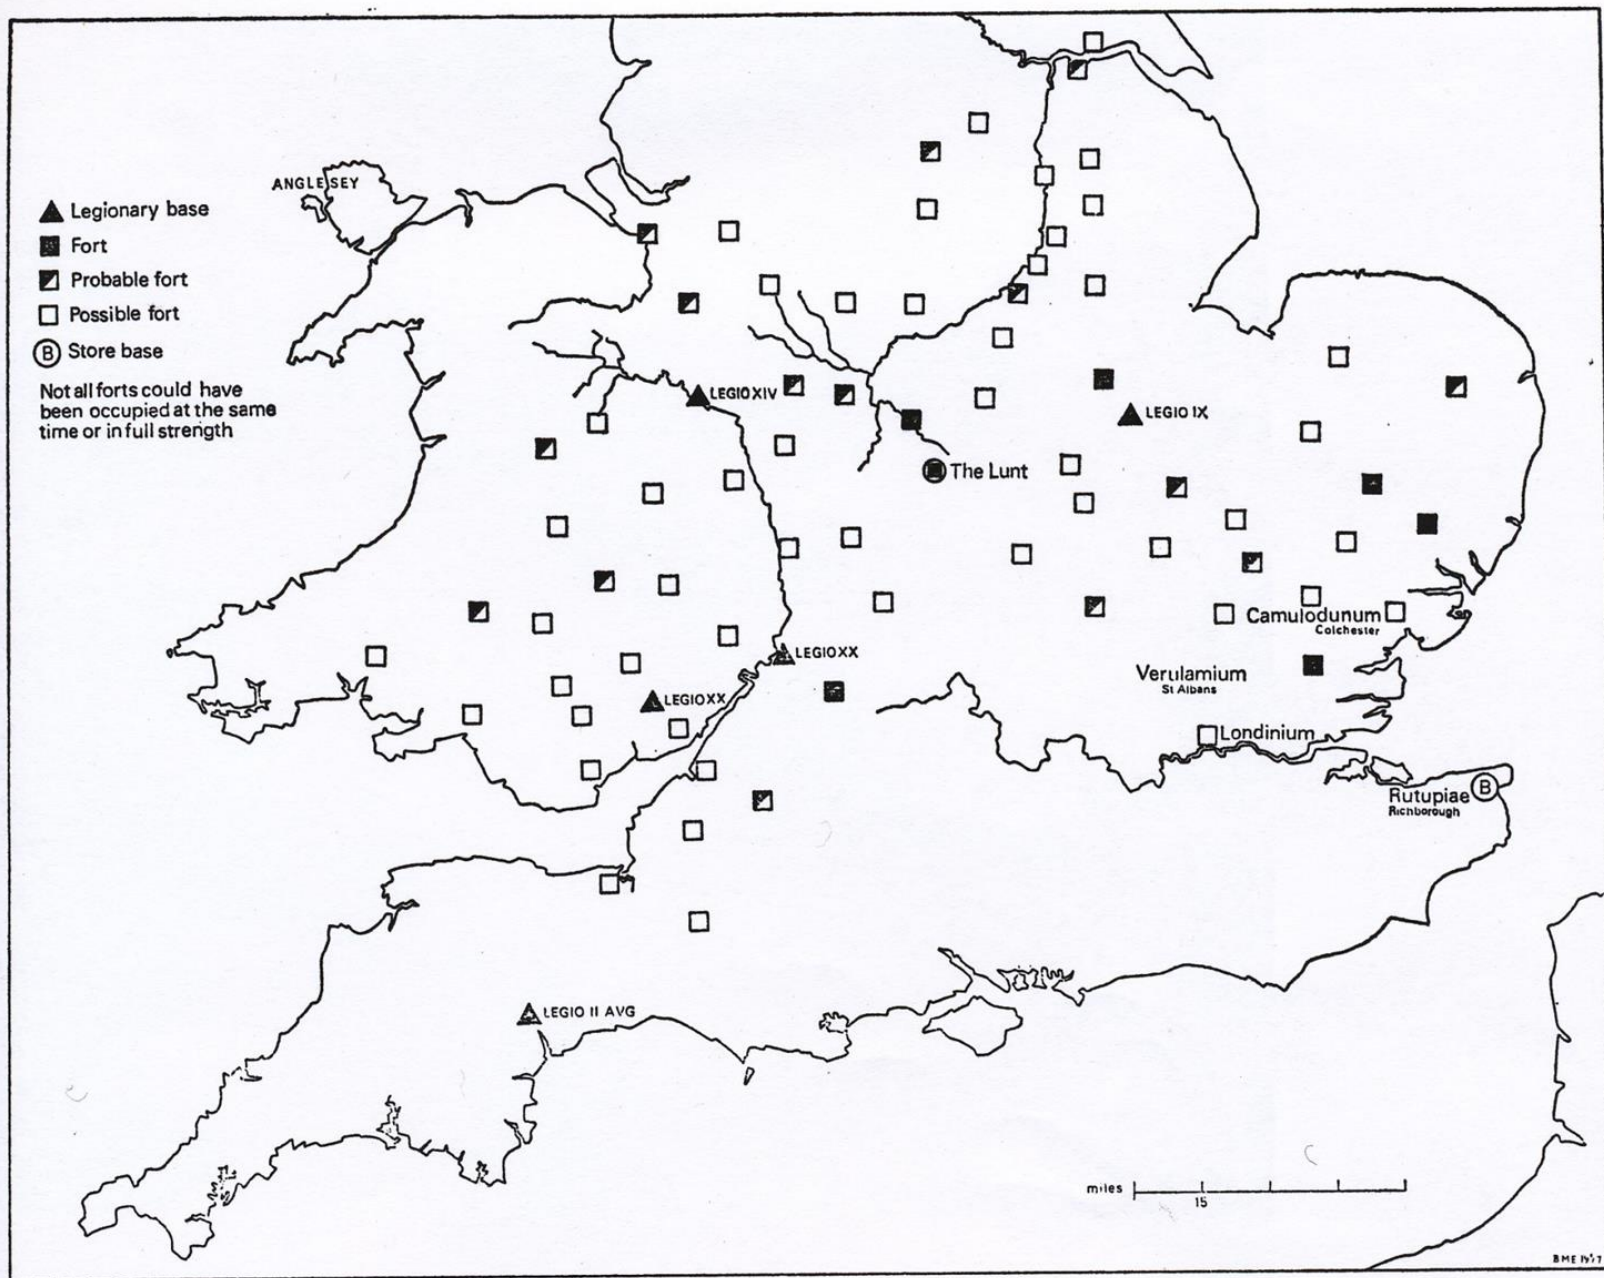 ANGLESEY
Legionary base
Fort
Probable fort
Possible fort
B Store base
Not all forts could have
been occupied at the same
time or in full strength
LEGIO XIV
LEGIO IX
The Lunt
Camulodunum
Colchester
LEGIO XX
Verulamium
St Albans
LEGIO XX
Londinium
Rutupiae B
Richborough
LEGIO II AVG
miles
15